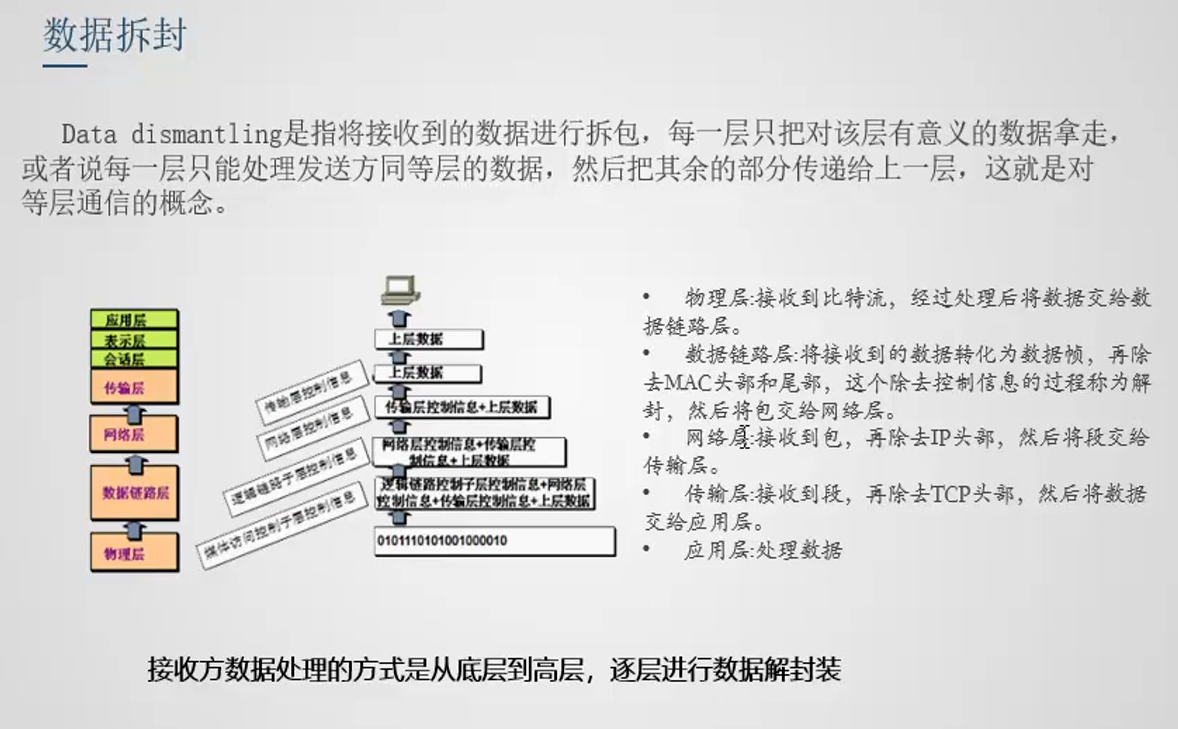 数据拆封
Data dismantling是指将接收到的数据进行拆包，每一层只把对该层有意义的数据拿走，
或者说每一层只能处理发送方同等层的数据，然后把其余的部分传递给上一层，这就是对
等层通信的概念。
应用层
表示层
会话层
传输层
网络层
数据链路层
物理层
传输层控制信息
网络层控制信息
逻辑链路子层控制信息
媒体访问控制子层控制信息
上层数据
上层数据
传输层控制信息+上层数据
网络层控制信息+传输层控
制信息+上层数据
逻辑链路控制子层控制信息+网络层
控制信息+传输层控制信息+上层数据
0101110101001000010
• 物理层:接收到比特流，经过处理后将数据交给数
据链路层。
• 数据链路层:将接收到的数据转化为数据帧，再除
去MAC头部和尾部，这个除去控制信息的过程称为解
封，然后将包交给网络层。
• 网络层:接收到包，再除去IP头部，然后将段交给
传输层。
• 传输层:接收到段，再除去TCP头部，然后将数据
交给应用层。
• 应用层:处理数据
接收方数据处理的方式是从底层到高层，逐层进行数据解封装